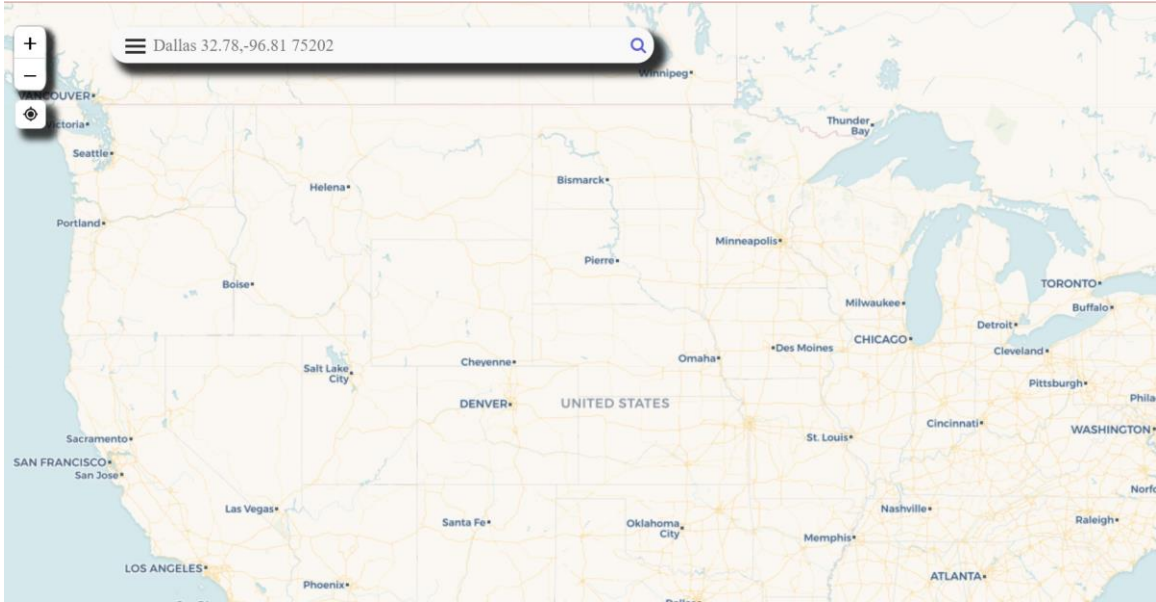 +
Dallas 32.78,-96.81 75202
−
Winnipeg
VANCOUVER
Victoria
Thunder
Bay
Seattle
Bismarck
Helena
Portland
Minneapolis
Pierre
Boise
TORONTO
Milwaukee
Buffalo
Detroit
CHICAGO
Des Moines
Cleveland
Omaha
Cheyenne
Salt Lake
City
Pittsburgh
Phila
DENVER
UNITED STATES
Cincinnati
WASHINGTON
St. Louis
Sacramento
SAN FRANCISCO
San Jose
Norfo
Las Vegas
Nashville
Santa Fe
Raleigh
Oklahoma
City
Memphis
LOS ANGELES
ATLANTA
Phoenix
Dallas